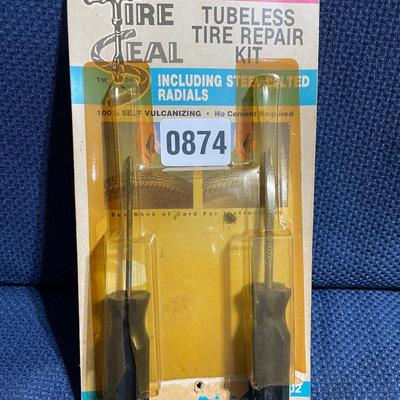 TIRE
SEAL
TUBELESS
TIRE REPAIR
KIT
TM
INCLUDING STEEL BELTED
RADIALS
100% SELF VULCANIZING • No Cement Required
0874
See Back of Card For Instructions
02